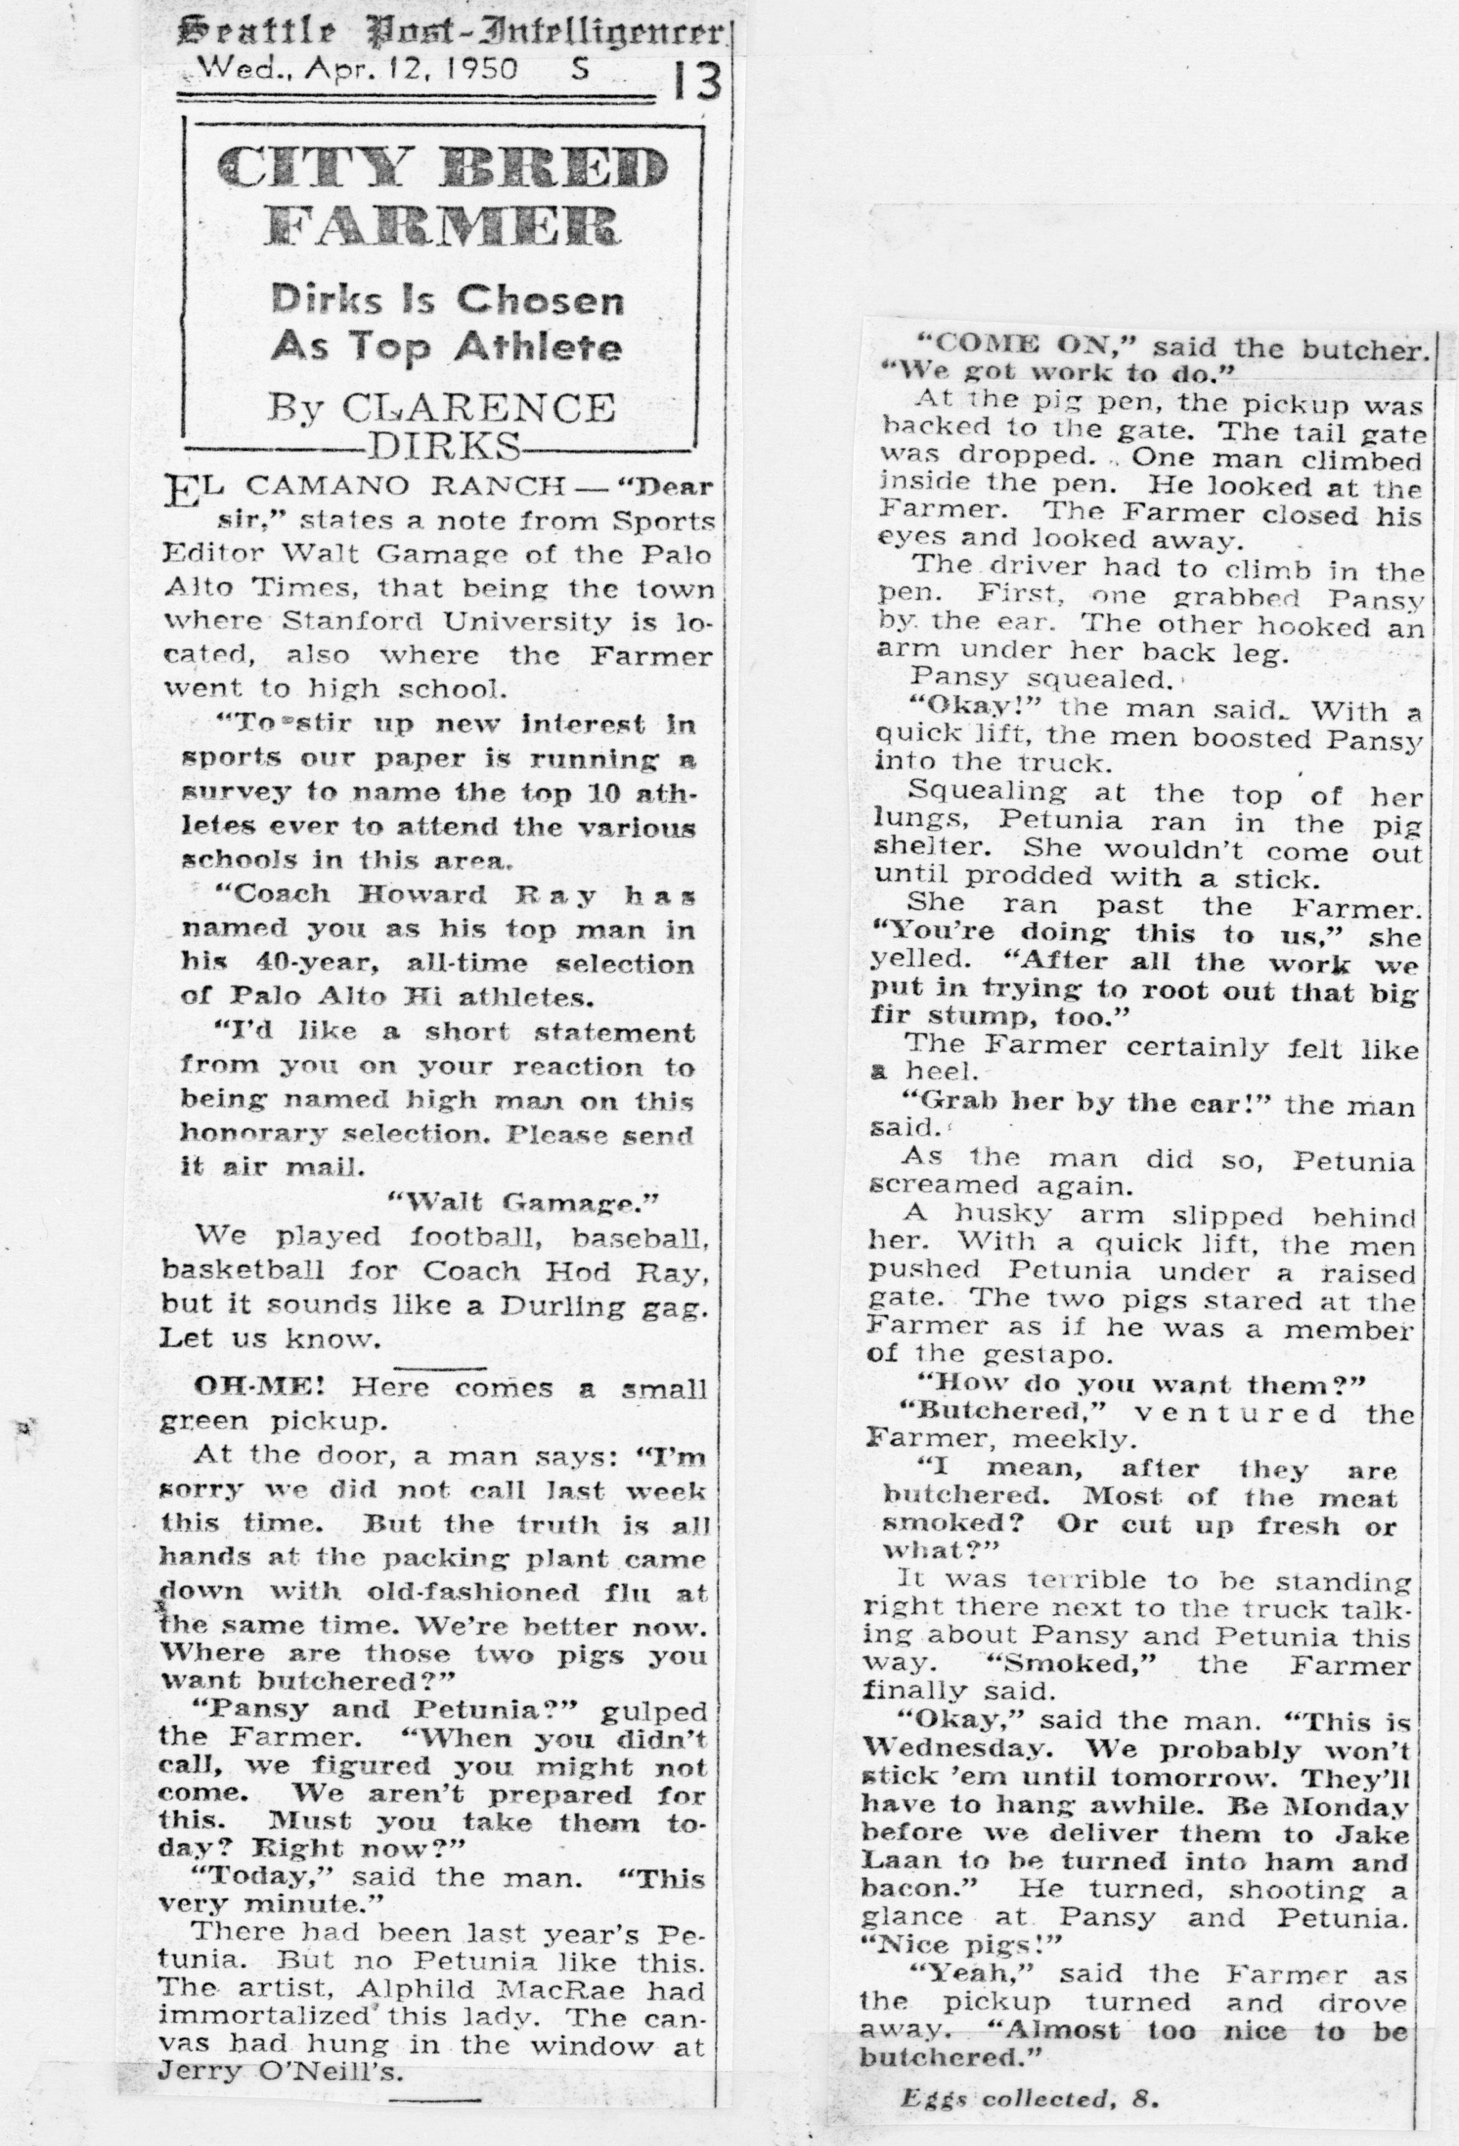 Seattle Post-Intelligencer
Wed., Apr. 12, 1950 S 13
CITY BRED
FARMER
Dirks Is Chosen
As Top Athlete
By CLARENCE
DIRKS
EL CAMANO RANCH — “Dear
sir,” states a note from Sports
Editor Walt Gamage of the Palo
Alto Times, that being the town
where Stanford University is lo-
cated, also where the Farmer
went to high school.
“To stir up new interest in
sports our paper is running a
survey to name the top 10 ath-
letes ever to attend the various
schools in this area.
“Coach Howard Ray has
named you as his top man in
his 40-year, all-time selection
of Palo Alto Hi athletes.
“I’d like a short statement
from you on your reaction to
being named high man on this
honorary selection. Please send
it air mail.
“Walt Gamage.”
We played football, baseball,
basketball for Coach Hod Ray,
but it sounds like a Durling gag.
Let us know.
OH-ME! Here comes a small
green pickup.
At the door, a man says: “I’m
sorry we did not call last week
this time. But the truth is all
hands at the packing plant came
down with old-fashioned flu at
the same time. We’re better now.
Where are those two pigs you
want butchered?”
“Pansy and Petunia?” gulped
the Farmer. “When you didn’t
call, we figured you might not
come. We aren’t prepared for
this. Must you take them to-
day? Right now?”
“Today,” said the man. “This
very minute.”
There had been last year’s Pe-
tunia. But no Petunia like this.
The artist, Alphild MacRae had
immortalized this lady. The can-
vas had hung in the window at
Jerry O’Neill’s.
“COME ON,” said the butcher.
“We got work to do.”
At the pig pen, the pickup was
backed to the gate. The tail gate
was dropped. One man climbed
inside the pen. He looked at the
Farmer. The Farmer closed his
eyes and looked away.
The driver had to climb in the
pen. First, one grabbed Pansy
by the ear. The other hooked an
arm under her back leg.
Pansy squealed.
“Okay!” the man said. With a
quick lift, the men boosted Pansy
into the truck.
Squealing at the top of her
lungs, Petunia ran in the pig
shelter. She wouldn’t come out
until prodded with a stick.
She ran past the Farmer.
“You’re doing this to us,” she
yelled. “After all the work we
put in trying to root out that big
fir stump, too.”
The Farmer certainly felt like
a heel.
“Grab her by the ear!” the man
said.
As the man did so, Petunia
screamed again.
A husky arm slipped behind
her. With a quick lift, the men
pushed Petunia under a raised
gate. The two pigs stared at the
Farmer as if he was a member
of the gestapo.
“How do you want them?”
“Butchered,” ventured the
Farmer, meekly.
“I mean, after they are
butchered. Most of the meat
smoked? Or cut up fresh or
what?”
It was terrible to be standing
right there next to the truck talk-
ing about Pansy and Petunia this
way. “Smoked,” the Farmer
finally said.
“Okay,” said the man. “This is
Wednesday. We probably won’t
stick ’em until tomorrow. They’ll
have to hang awhile. Be Monday
before we deliver them to Jake
Laan to be turned into ham and
bacon.” He turned, shooting a
glance at Pansy and Petunia.
“Nice pigs!”
“Yeah,” said the Farmer as
the pickup turned and drove
away. “Almost too nice to be
butchered.”
Eggs collected, 8.